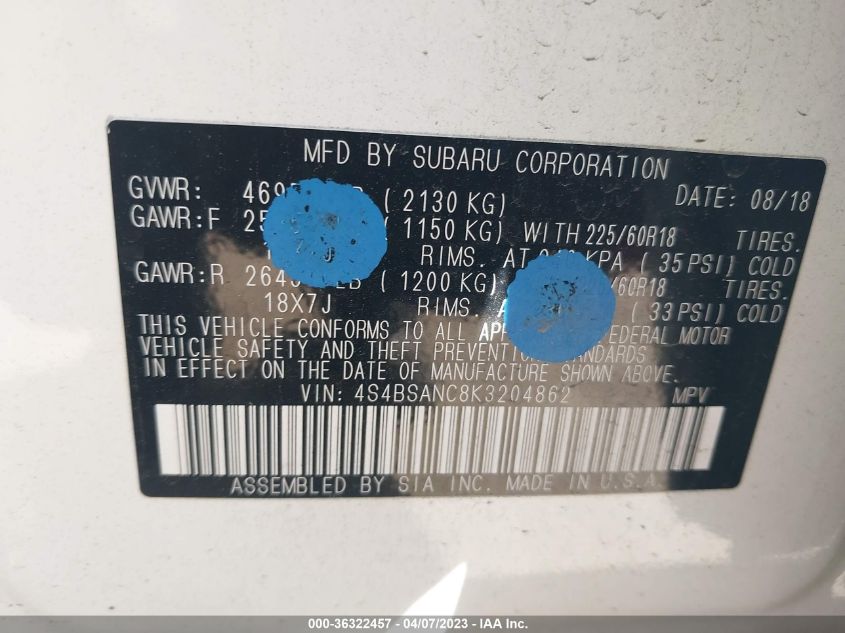 MFD BY SUBARU CORPORATION
GVWR: ( 2130 KG) DATE: 08/18
GAWR:F 1150 KG) WITH 225/60R18 TIRES.
RIMS. AT KPA ( 35 PSI) COLD
GAWR:R ( 1200 KG) TIRES.
18X7J RIMS. ( 33 PSI) COLD
THIS VEHICLE CONFORMS TO ALL FEDERAL MOTOR
VEHICLE SAFETY AND THEFT PREVENTION STANDARDS
IN EFFECT ON THE DATE OF MANUFACTURE SHOWN ABOVE.
VIN: 4S4BSANC8K3204862 MPV
ASSEMBLED BY SIA INC. MADE IN U.S.A.
000-36322457 - 04/07/2023 - IAA Inc.